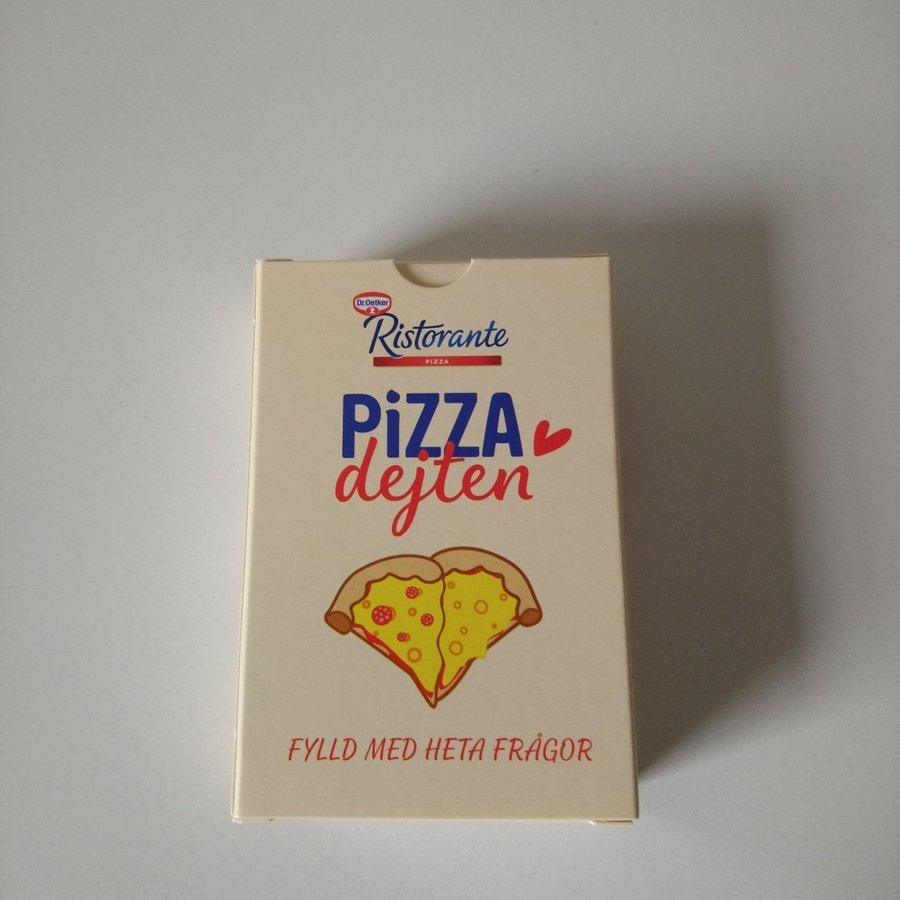 Dr. Oetker
Ristorante
PIZZA
PiZZA
dejten
FYLLD MED HETA FRÅGOR